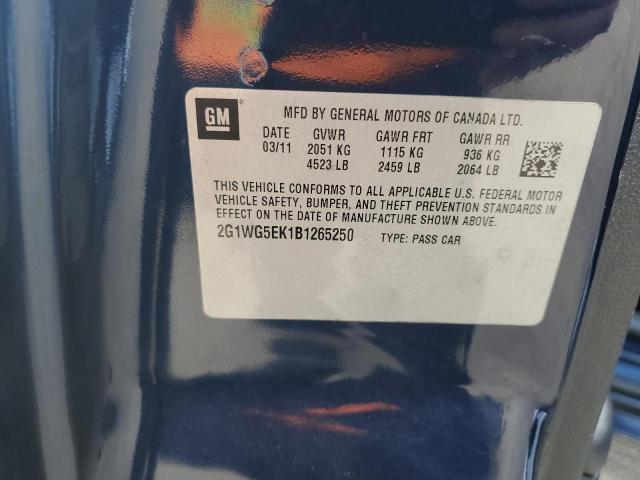 GM
MFD BY GENERAL MOTORS OF CANADA LTD.
DATE GVWR GAWR FRT GAWR RR
03/11 2051 KG 1115 KG 936 KG
4523 LB 2459 LB 2064 LB
THIS VEHICLE CONFORMS TO ALL APPLICABLE U.S. FEDERAL MOTOR
VEHICLE SAFETY, BUMPER, AND THEFT PREVENTION STANDARDS IN
EFFECT ON THE DATE OF MANUFACTURE SHOWN ABOVE.
2G1WG5EK1B1265250 TYPE: PASS CAR